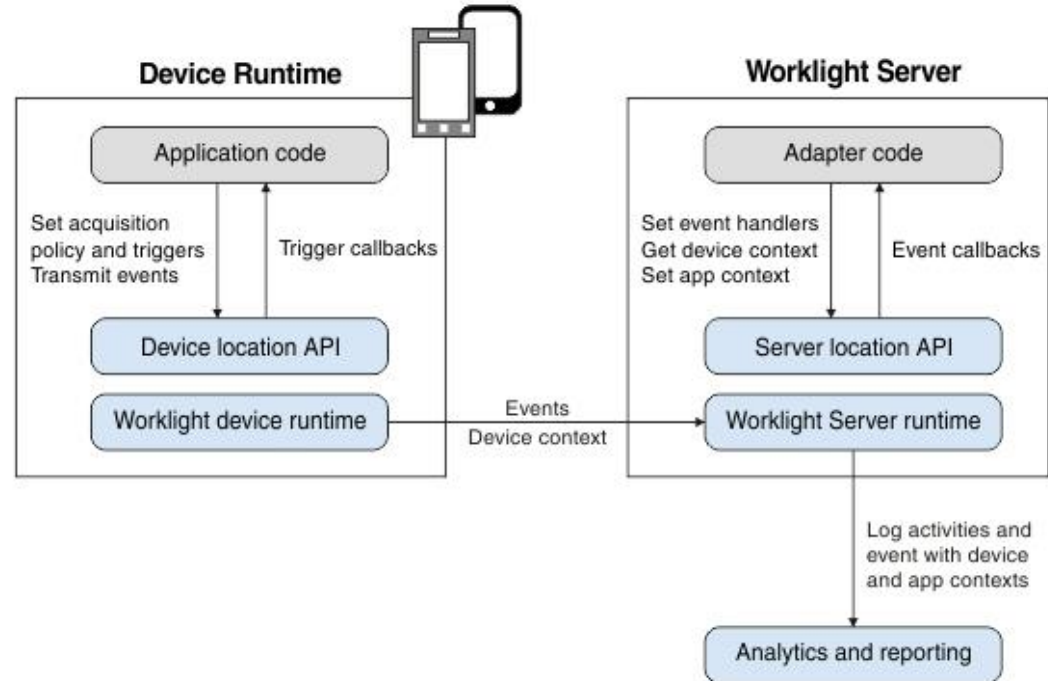 Device Runtime
Application code
Set acquisition
policy and triggers
Transmit events
Trigger callbacks
Device location API
Worklight device runtime
Events
Device context
Worklight Server
Adapter code
Set event handlers
Get device context
Set app context
Event callbacks
Server location API
Worklight Server runtime
Log activities and
event with device
and app contexts
Analytics and reporting